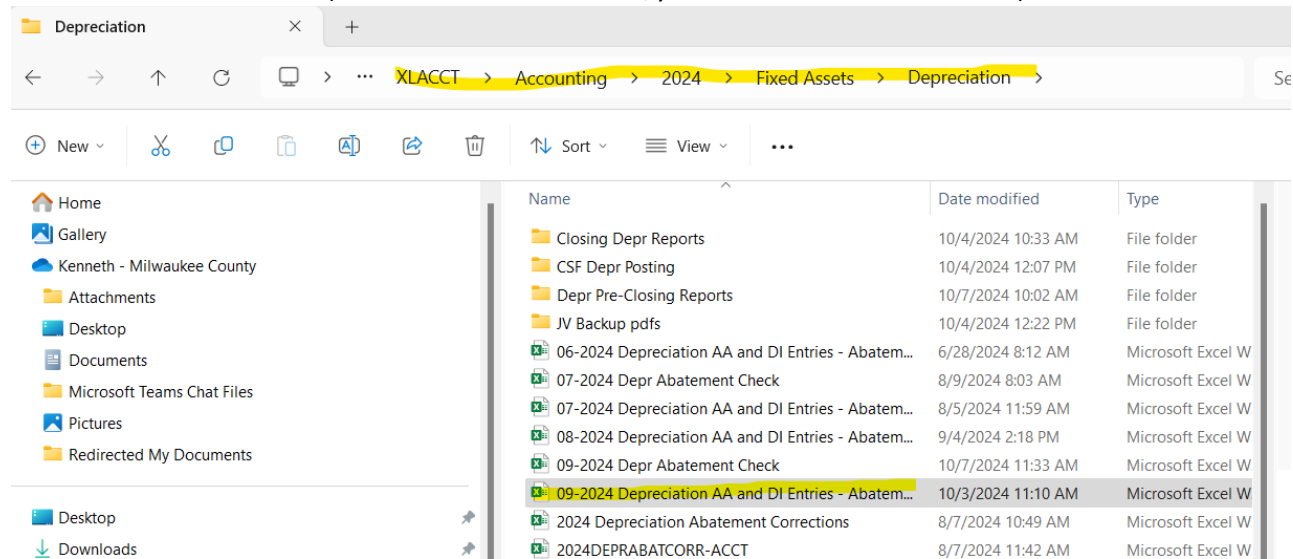 Depreciation
XLACCT > Accounting > 2024 > Fixed Assets > Depreciation >
New Sort View
Name Date modified Type
Home
Gallery
Kenneth - Milwaukee County
Attachments
Desktop
Documents
Microsoft Teams Chat Files
Pictures
Redirected My Documents
Desktop
Downloads
Closing Depr Reports 10/4/2024 10:33 AM File folder
CSF Depr Posting 10/4/2024 12:07 PM File folder
Depr Pre-Closing Reports 10/7/2024 10:02 AM File folder
JV Backup pdfs 10/4/2024 12:22 PM File folder
06-2024 Depreciation AA and DI Entries - Abatem... 6/28/2024 8:12 AM Microsoft Excel W
07-2024 Depr Abatement Check 8/9/2024 8:03 AM Microsoft Excel W
07-2024 Depreciation AA and DI Entries - Abatem... 8/5/2024 11:59 AM Microsoft Excel W
08-2024 Depreciation AA and DI Entries - Abatem... 9/4/2024 2:18 PM Microsoft Excel W
09-2024 Depr Abatement Check 10/7/2024 11:33 AM Microsoft Excel W
09-2024 Depreciation AA and DI Entries - Abatem... 10/3/2024 11:10 AM Microsoft Excel W
2024 Depreciation Abatement Corrections 8/7/2024 10:49 AM Microsoft Excel W
2024DEPRABATCORR-ACCT 8/7/2024 11:42 AM Microsoft Excel W